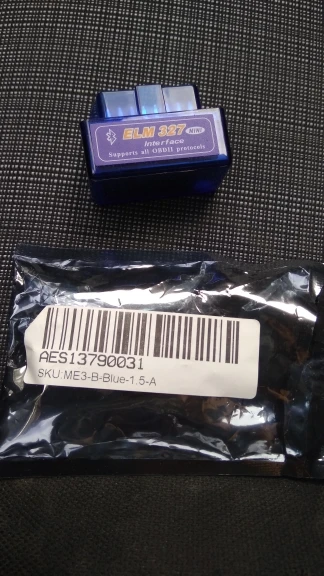 ELM 327 MINI
Interface
Supports all OBDII protocols
AES13790031
SKU:ME3-B-Blue-1.5-A